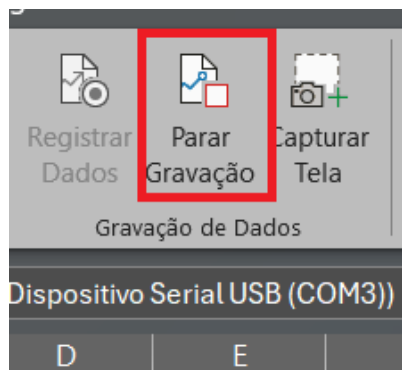 Registrar Parar Capturar
Dados Gravação Tela
Gravação de Dados
Dispositivo Serial USB (COM3))
D E